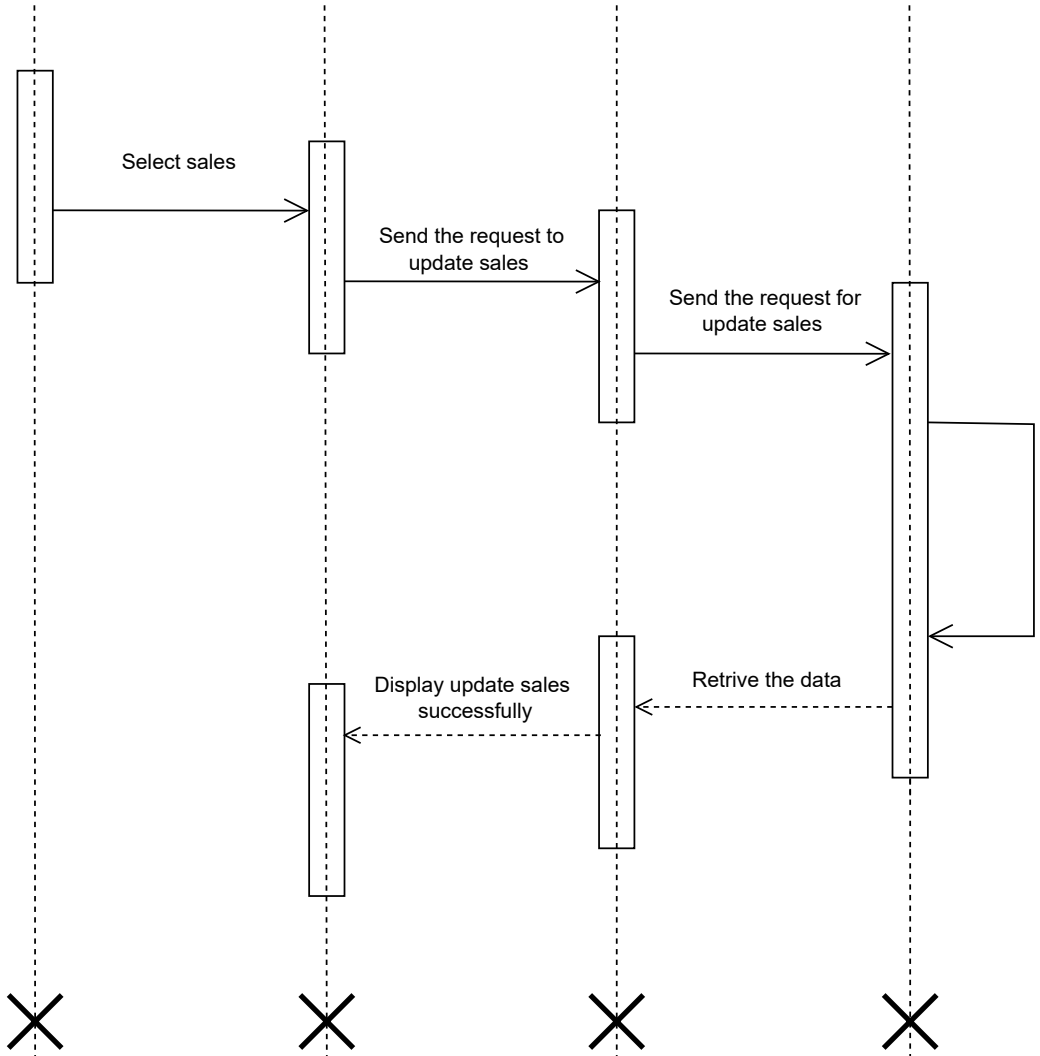 Select sales
Send the request to
update sales
Send the request for
update sales
Retrive the data
Display update sales
successfully